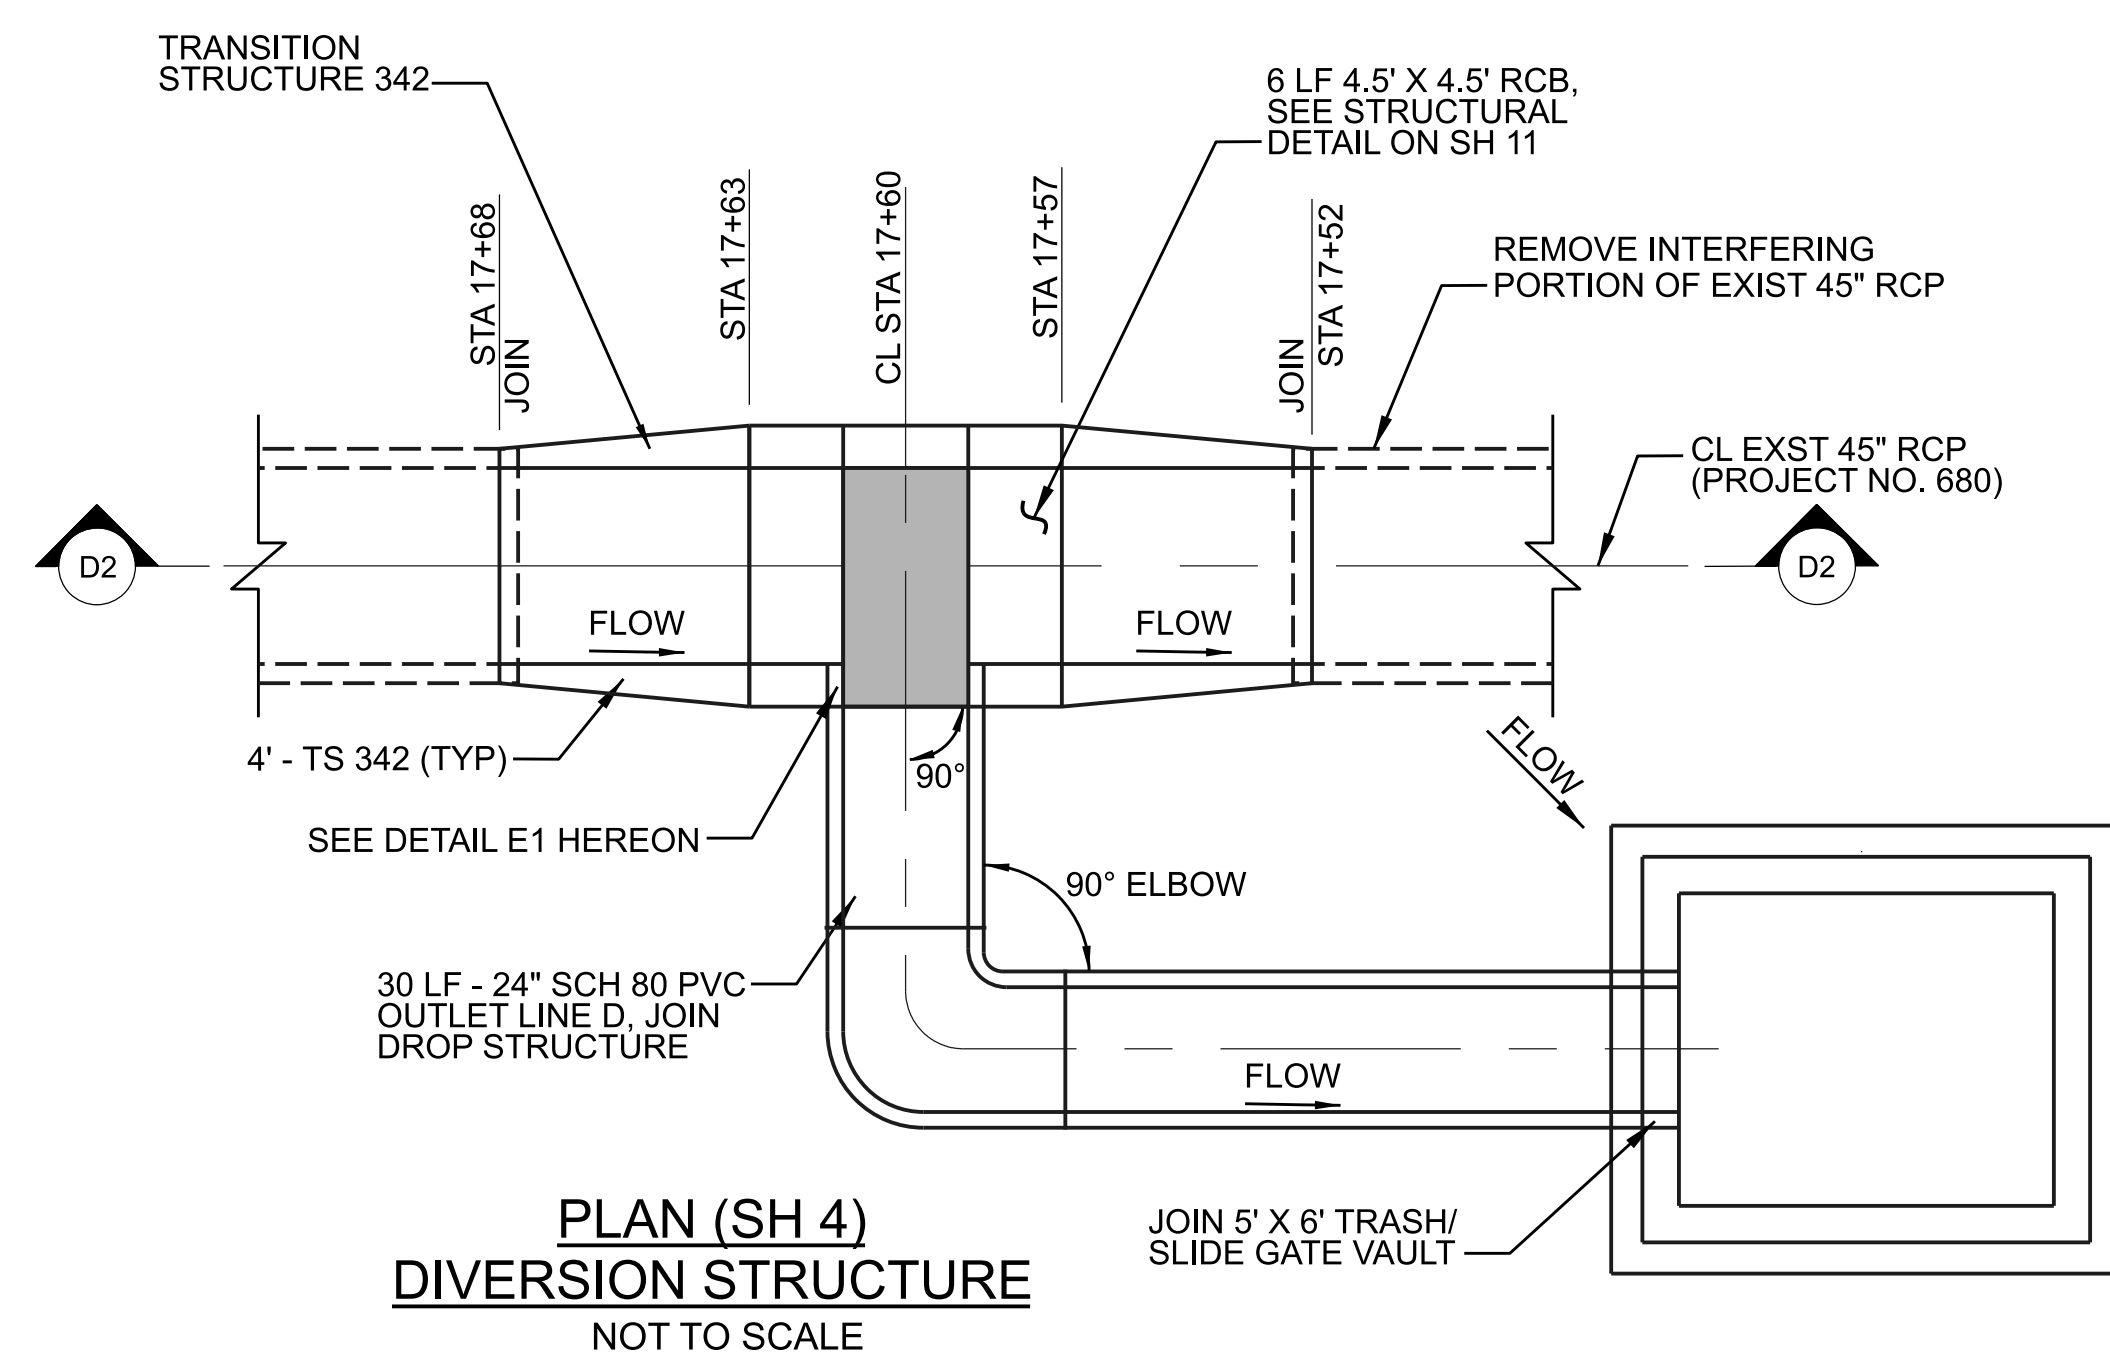 TRANSITION
STRUCTURE 342
6 LF 4.5' X 4.5' RCB,
SEE STRUCTURAL
DETAIL ON SH 11
STA 17+68
JOIN
STA 17+63
CL STA 17+60
STA 17+57
JOIN
STA 17+52
REMOVE INTERFERING
PORTION OF EXIST 45" RCP
CL EXST 45" RCP
(PROJECT NO. 680)
D2
D2
FLOW
FLOW
4' - TS 342 (TYP)
90°
FLOW
SEE DETAIL E1 HEREON
90° ELBOW
30 LF - 24" SCH 80 PVC
OUTLET LINE D, JOIN
DROP STRUCTURE
FLOW
JOIN 5' X 6' TRASH/
SLIDE GATE VAULT
PLAN (SH 4)
DIVERSION STRUCTURE
NOT TO SCALE